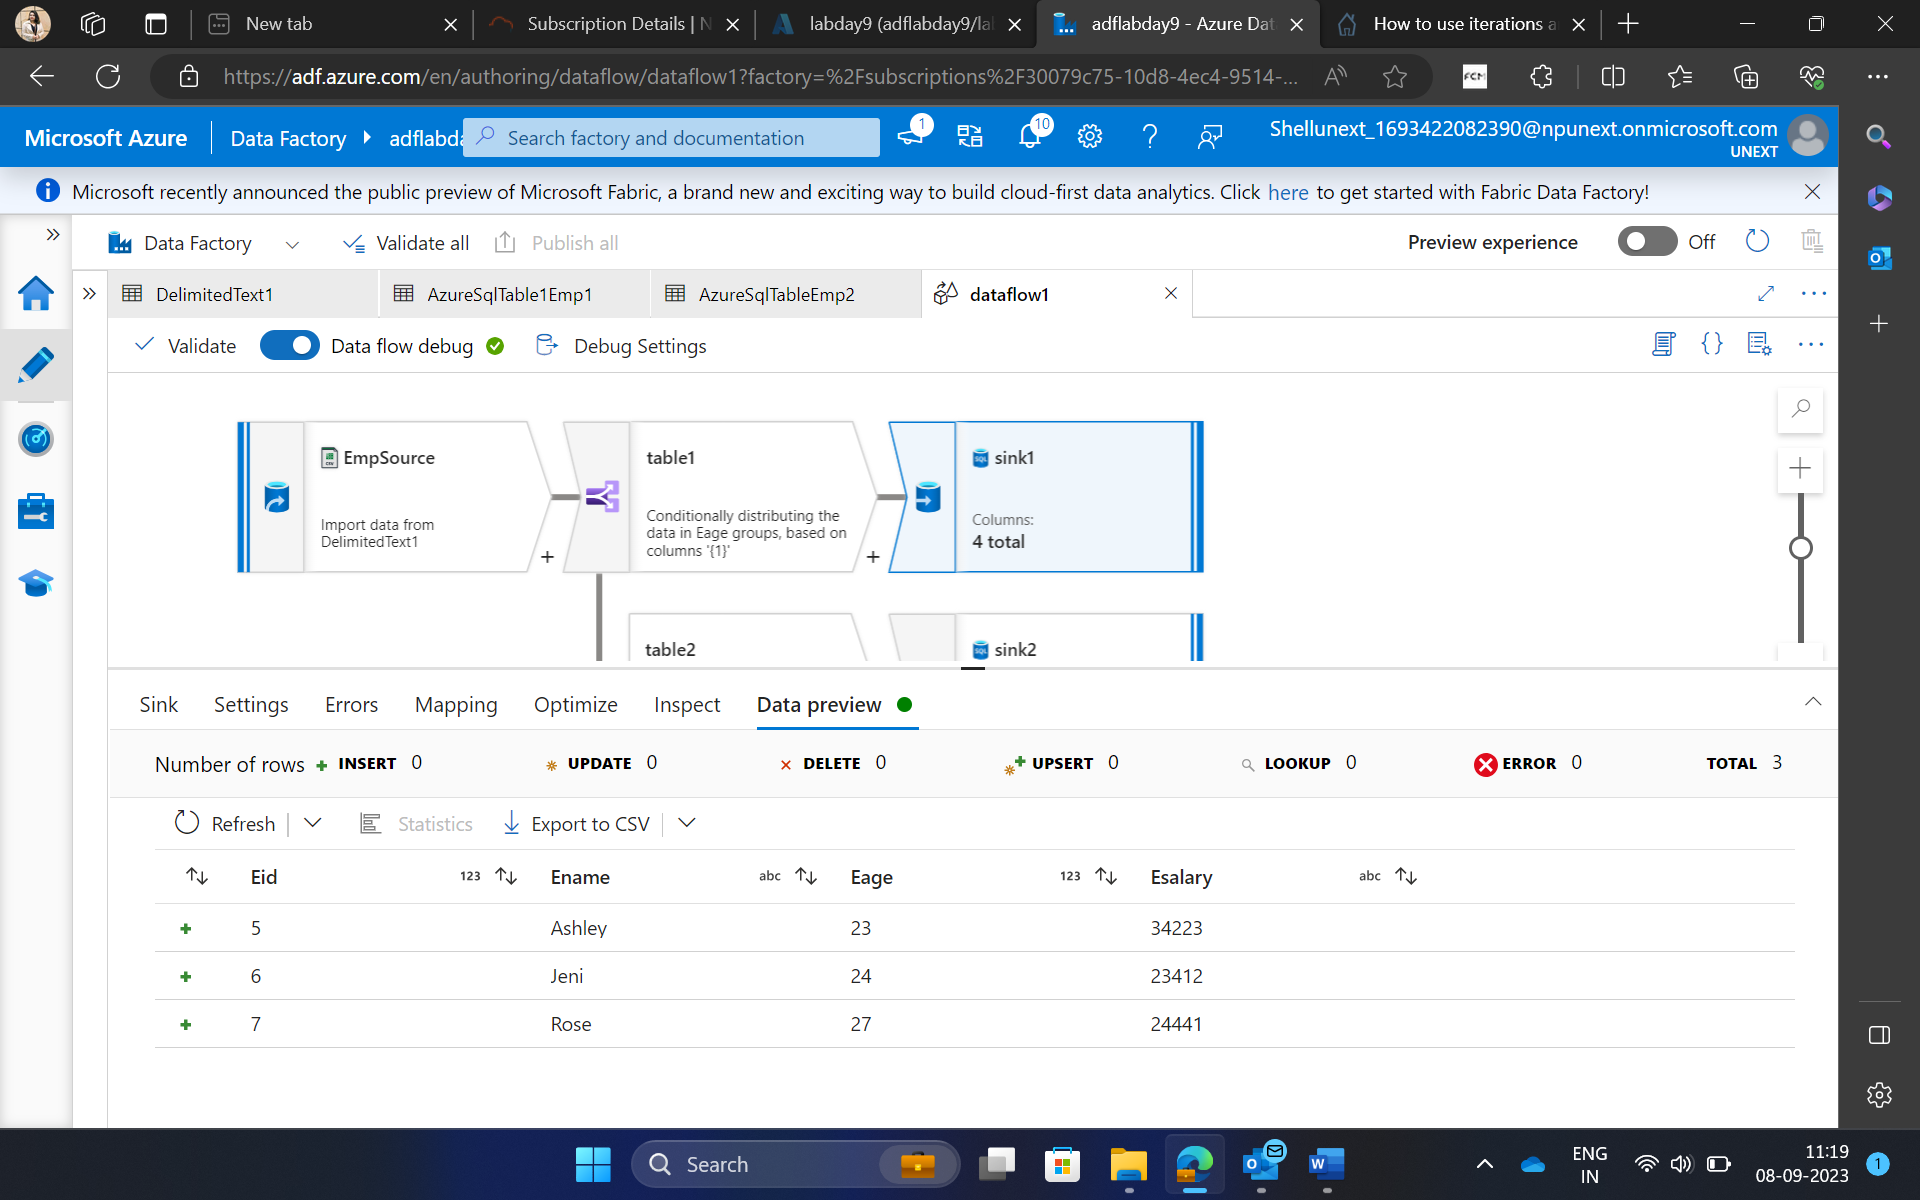 New tab
Subscription Details | N
labday9 (adflabday9/la
adflabday9 - Azure Dat
How to use iterations a
https://adf.azure.com/en/authoring/dataflow/dataflow1?factory=%2Fsubscriptions%2F30079c75-10d8-4ec4-9514-...
FCM
Microsoft Azure
Data Factory
adflabda
Search factory and documentation
1
10
Shellunext_1693422082390@npunext.onmicrosoft.com
UNEXT
Microsoft recently announced the public preview of Microsoft Fabric, a brand new and exciting way to build cloud-first data analytics. Click here to get started with Fabric Data Factory!
Data Factory
Validate all
Publish all
Preview experience
Off
DelimitedText1
AzureSqlTable1Emp1
AzureSqlTableEmp2
dataflow1
Validate
Data flow debug
Debug Settings
EmpSource
Import data from
DelimitedText1
table1
Conditionally distributing the
data in Eage groups, based on
columns '{1}'
sink1
Columns:
4 total
table2
sink2
Sink
Settings
Errors
Mapping
Optimize
Inspect
Data preview
Number of rows
INSERT 0
UPDATE 0
DELETE 0
UPSERT 0
LOOKUP 0
ERROR 0
TOTAL 3
Refresh
Statistics
Export to CSV
Eid 123 Ename abc Eage 123 Esalary abc
5 Ashley 23 34223
6 Jeni 24 23412
7 Rose 27 24441
Search
ENG
IN
11:19
08-09-2023
1